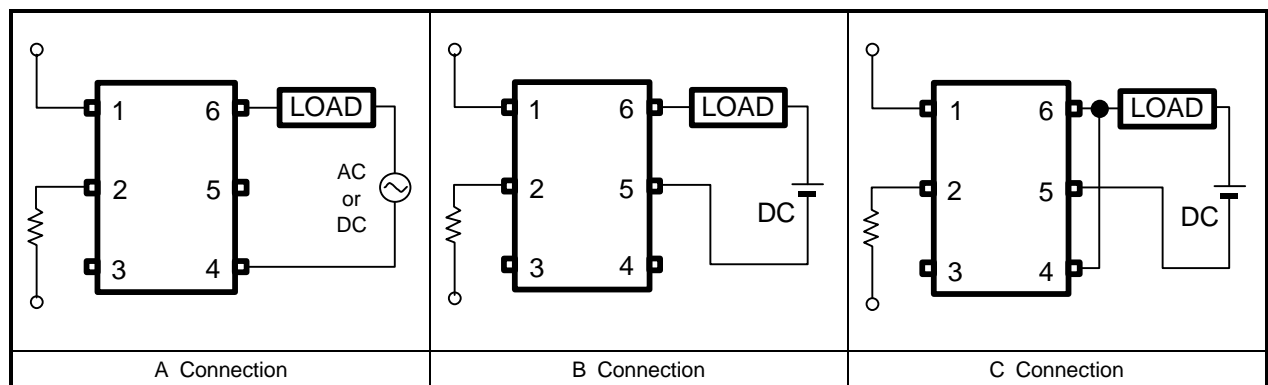 1 6 LOAD
2 5 AC or DC
3 4
A Connection
1 6 LOAD
2 5 DC
3 4
B Connection
1 6 LOAD
2 5 DC
3 4
C Connection